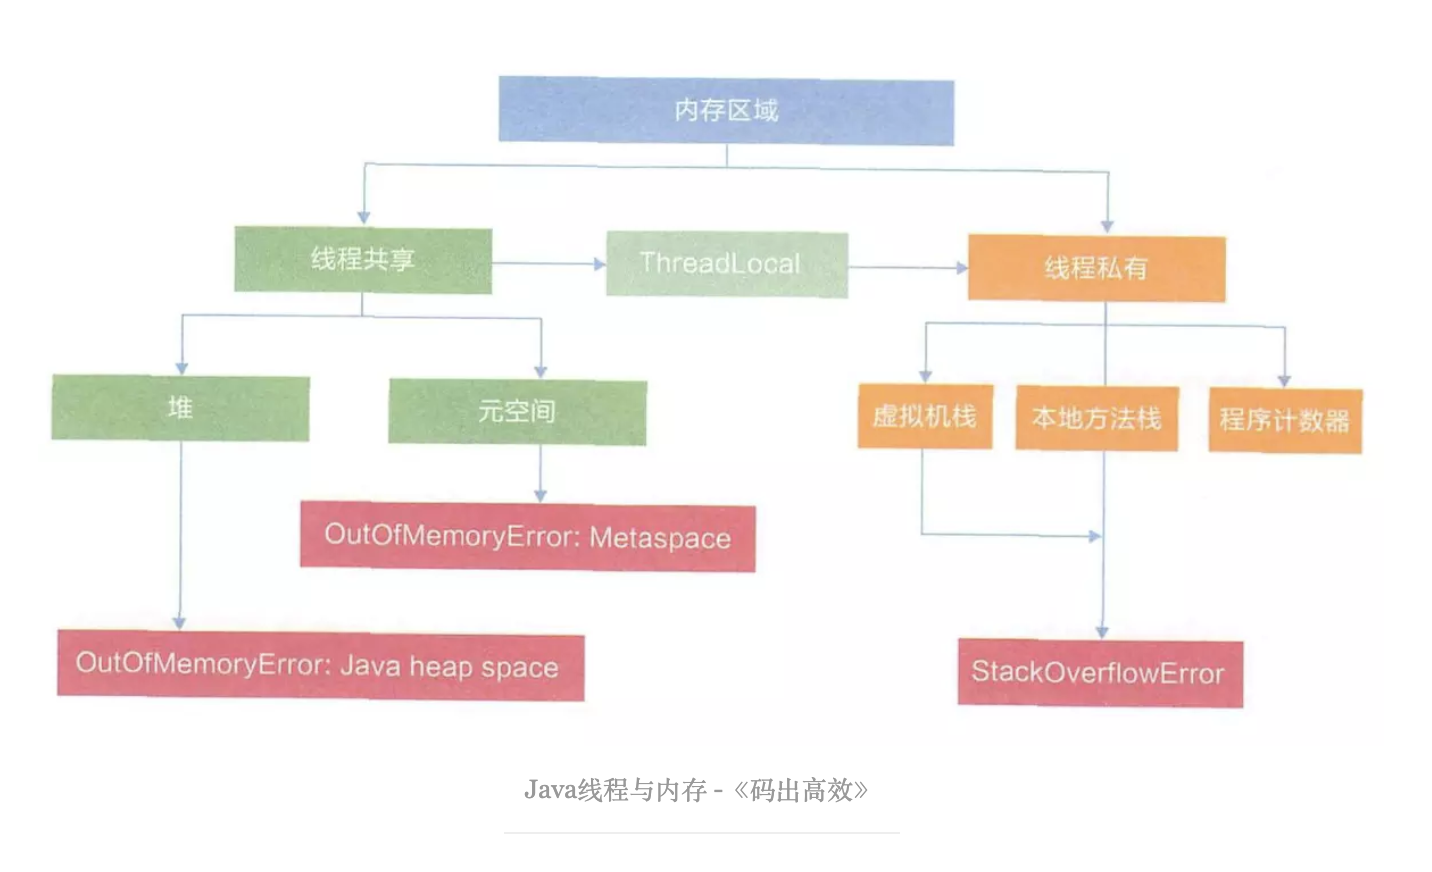 内存区域
线程共享
ThreadLocal
线程私有
堆
元空间
虚拟机栈
本地方法栈
程序计数器
OutOfMemoryError: Metaspace
OutOfMemoryError: Java heap space
StackOverflowError
Java线程与内存 -《码出高效》